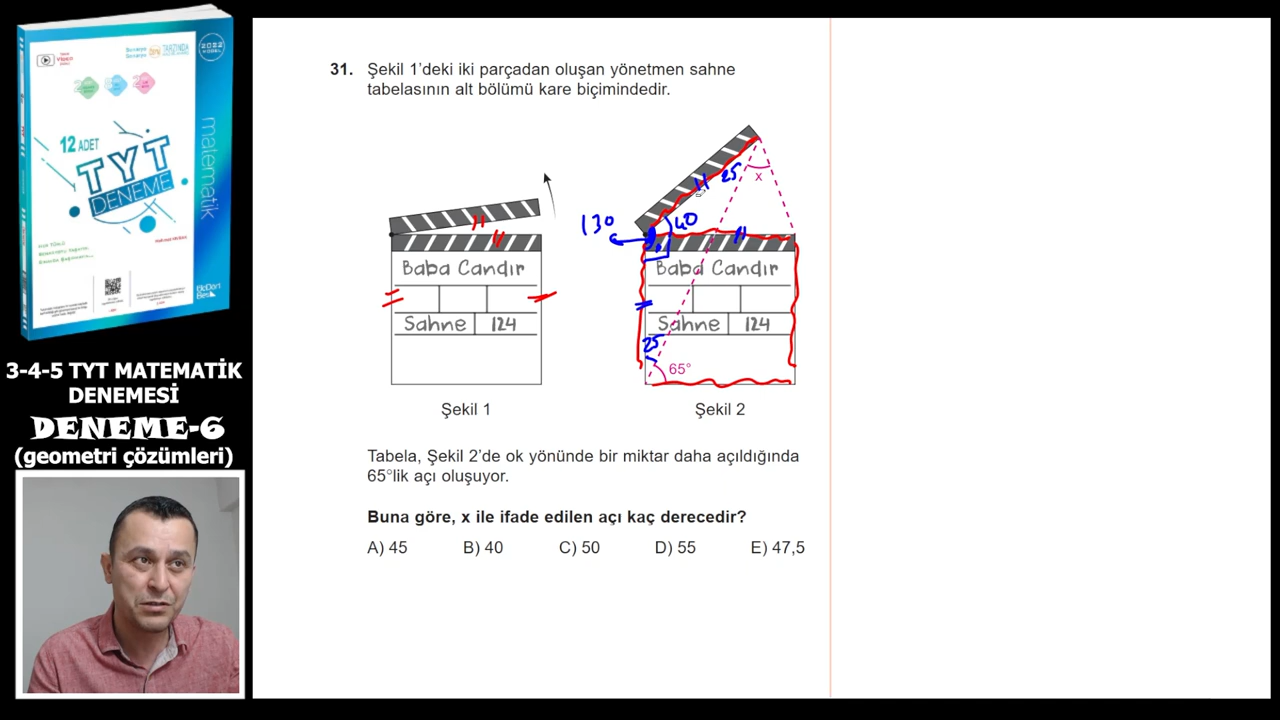 2022
Video
TARZINDA
12 ADET
TYT
DENEME
matematik
3-4-5 TYT MATEMATİK
DENEMESİ
DENEME-6
(geometri çözümleri)
31. Şekil 1'deki iki parçadan oluşan yönetmen sahne
tabelasının alt bölümü kare biçimindedir.
Baba Candır
Sahne 124
Şekil 1
25
x
130
40
Baba Candır
Sahne 124
25
65°
Şekil 2
Tabela, Şekil 2'de ok yönünde bir miktar daha açıldığında
65°lik açı oluşuyor.
Buna göre, x ile ifade edilen açı kaç derecedir?
A) 45 B) 40 C) 50 D) 55 E) 47,5